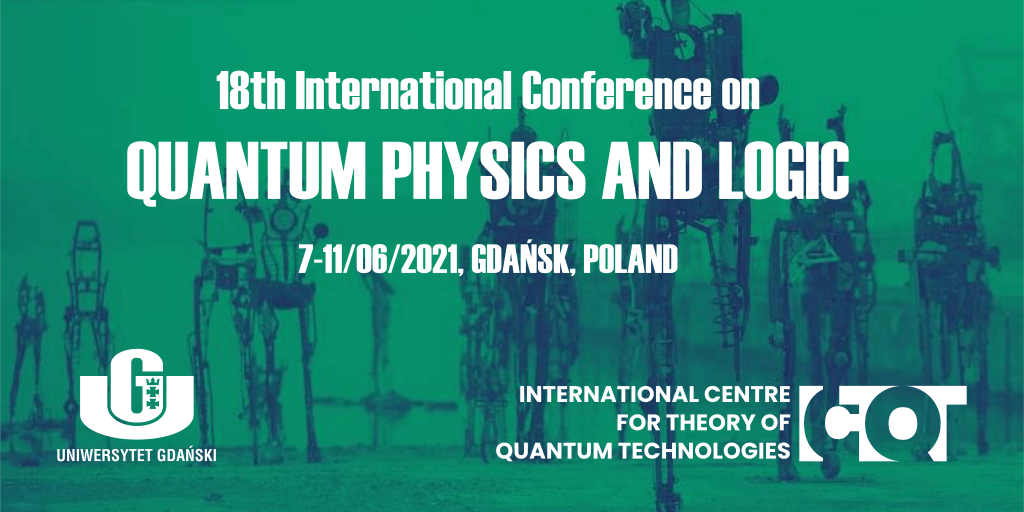 18th International Conference on
QUANTUM PHYSICS AND LOGIC
7-11/06/2021, GDAŃSK, POLAND
UG
UNIWERSYTET GDAŃSKI
INTERNATIONAL CENTRE
FOR THEORY OF
QUANTUM TECHNOLOGIES
ICTQT